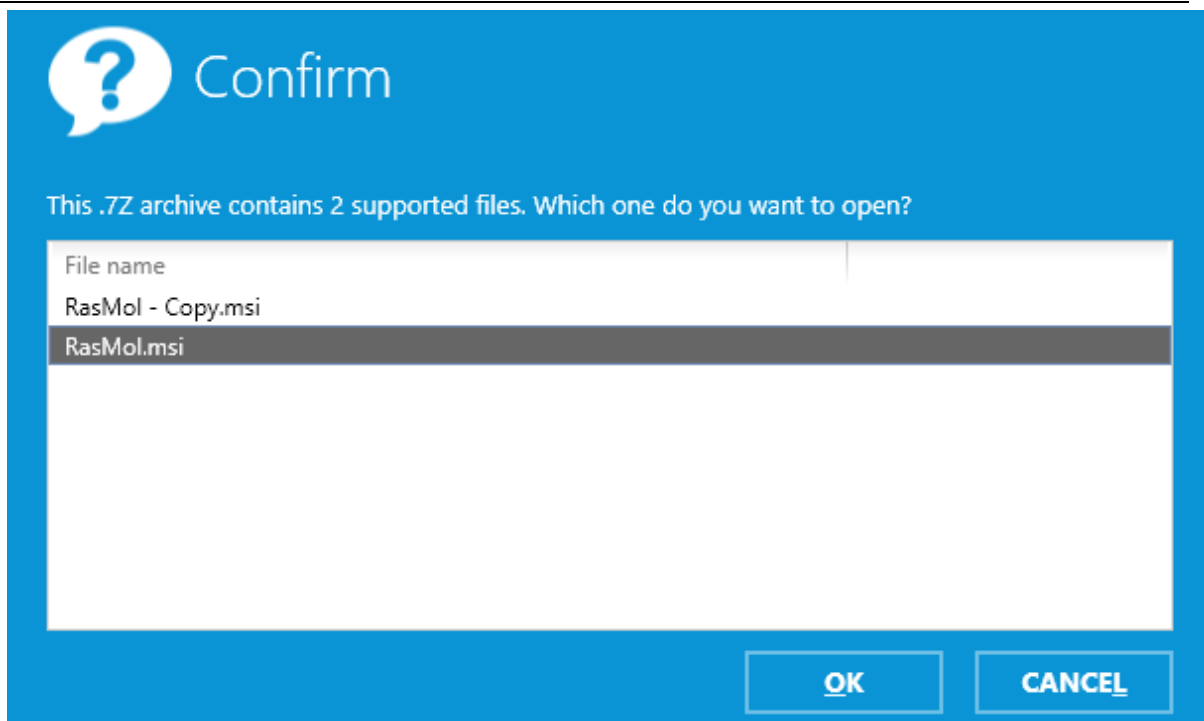 ?
Confirm
This .7Z archive contains 2 supported files. Which one do you want to open?
File name
RasMol - Copy.msi
RasMol.msi
OK
CANCEL